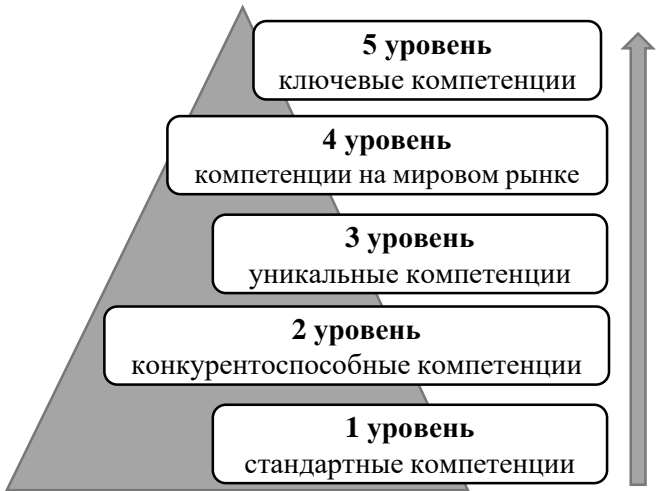 5 уровень
ключевые компетенции
4 уровень
компетенции на мировом рынке
3 уровень
уникальные компетенции
2 уровень
конкурентоспособные компетенции
1 уровень
стандартные компетенции